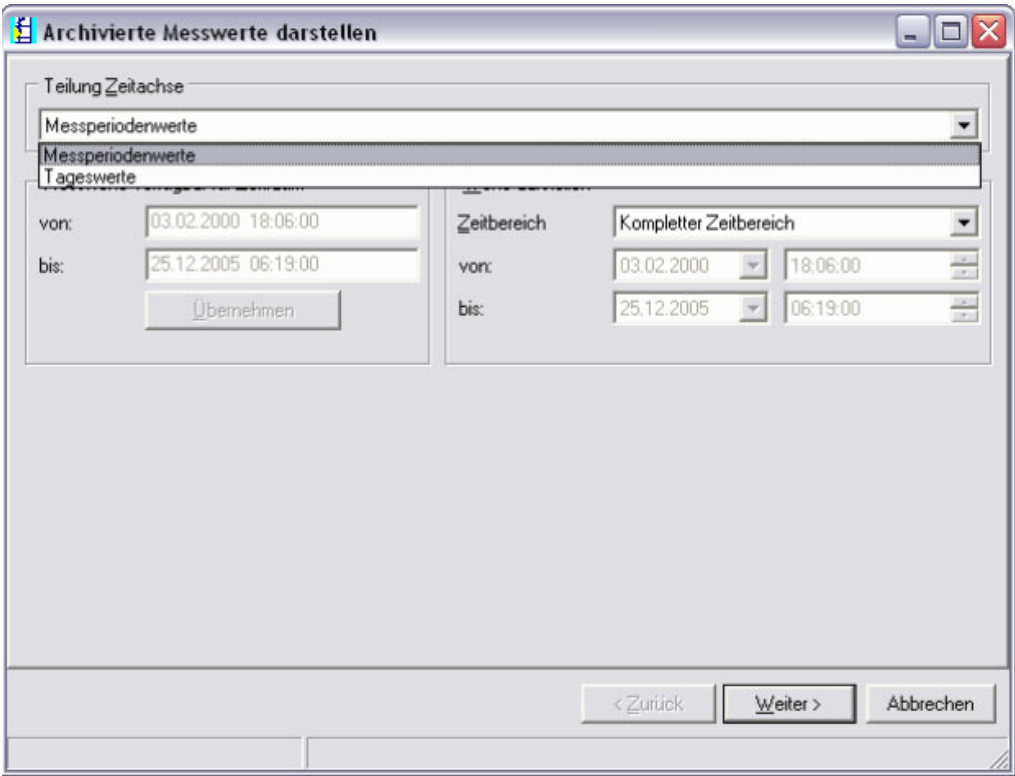 Archivierte Messwerte darstellen
Teilung Zeitachse
Messperiodenwerte
Messperiodenwerte
Tageswerte
von:
03.02.2000 18:06:00
bis:
25.12.2005 06:19:00
Übernehmen
Zeitbereich
Kompletter Zeitbereich
von:
03.02.2000
18:06:00
bis:
25.12.2005
06:19:00
< Zurück
Weiter >
Abbrechen